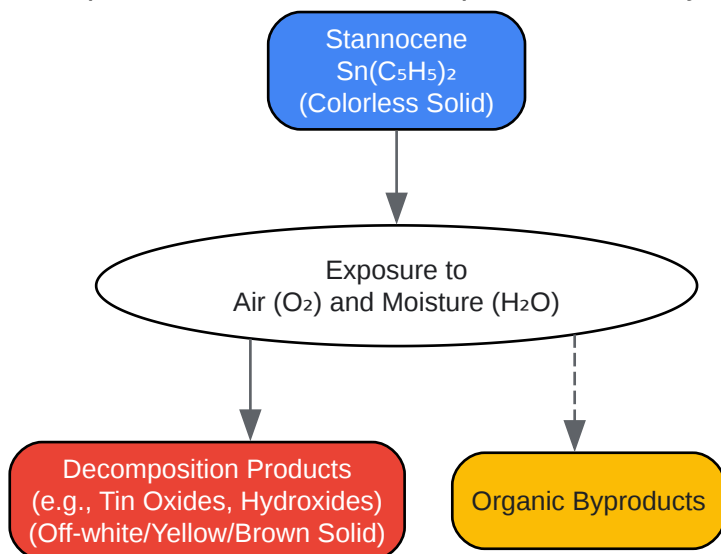 Stannocene
Sn(C₅H₅)₂
(Colorless Solid)
Exposure to
Air (O₂) and Moisture (H₂O)
Decomposition Products
(e.g., Tin Oxides, Hydroxides)
(Off-white/Yellow/Brown Solid)
Organic Byproducts